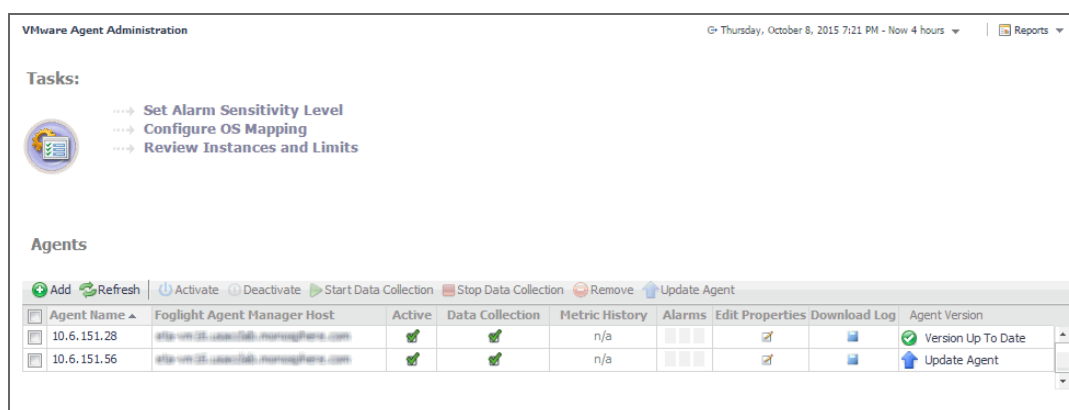 VMware Agent Administration
Thursday, October 8, 2015 7:21 PM - Now 4 hours
Reports
Tasks:
Set Alarm Sensitivity Level
Configure OS Mapping
Review Instances and Limits
Agents
Add Refresh Activate Deactivate Start Data Collection Stop Data Collection Remove Update Agent
Agent Name Foglight Agent Manager Host Active Data Collection Metric History Alarms Edit Properties Download Log Agent Version
10.6.151.28 n/a Version Up To Date
10.6.151.56 n/a Update Agent